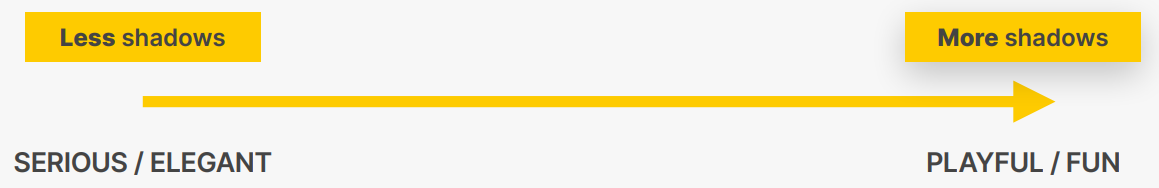 Less shadows
More shadows
SERIOUS / ELEGANT
PLAYFUL / FUN